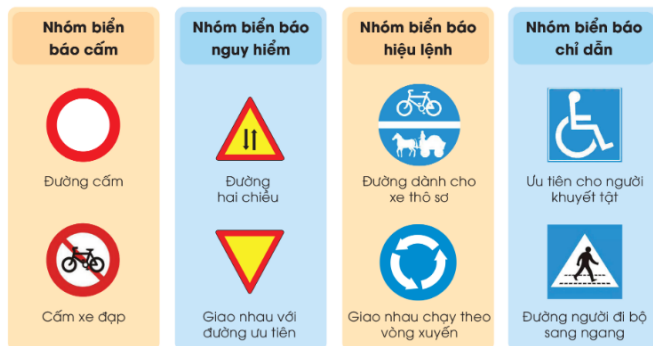 Nhóm biển
báo cấm
Đường cấm
Cấm xe đạp
Nhóm biển báo
nguy hiểm
Đường
hai chiều
Giao nhau với
đường ưu tiên
Nhóm biển báo
hiệu lệnh
Đường dành cho
xe thô sơ
Giao nhau chạy theo
vòng xuyến
Nhóm biển báo
chỉ dẫn
Ưu tiên cho người
khuyết tật
Đường người đi bộ
sang ngang